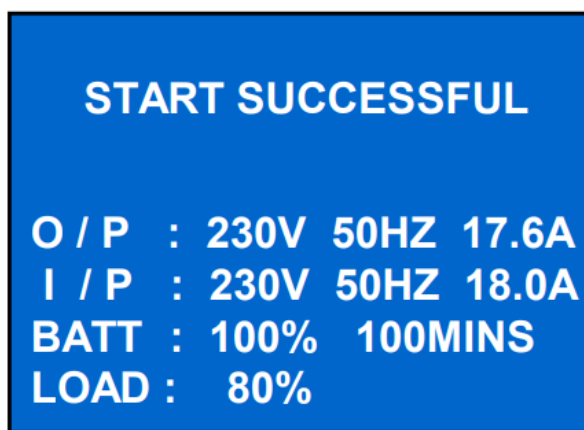 START SUCCESSFUL
O / P : 230V 50HZ 17.6A
I / P : 230V 50HZ 18.0A
BATT : 100% 100MINS
LOAD : 80%